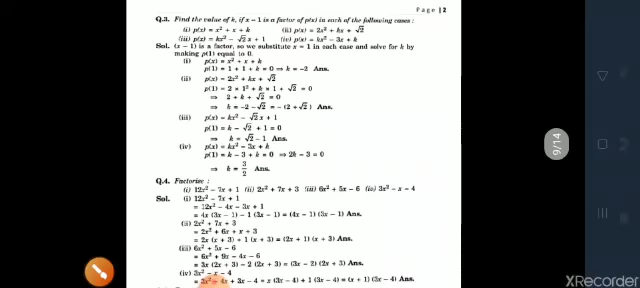 Page | 2
Q.3. Find the value of k, if x – 1 is a factor of p(x) in each of the following cases :
(i) p(x) = x² + x + k (ii) p(x) = 2x² + kx + √2
(iii) p(x) = kx² – √2 x + 1 (iv) p(x) = kx² – 3x + k
Sol. (x – 1) is a factor, so we substitute x = 1 in each case and solve for k by
making p(1) equal to 0.
(i) p(x) = x² + x + k
p(1) = 1 + 1 + k = 0 ⇒ k = –2 Ans.
(ii) p(x) = 2x² + kx + √2
p(1) = 2 × 1² + k × 1 + √2 = 0
⇒ 2 + k + √2 = 0
⇒ k = –2 – √2 = – (2 + √2) Ans.
(iii) p(x) = kx² – √2 x + 1
p(1) = k – √2 + 1 = 0
⇒ k = √2 – 1 Ans.
(iv) p(x) = kx² – 3x + k
p(1) = k – 3 + k = 0 ⇒ 2k – 3 = 0
⇒ k = 3/2 Ans.
Q.4. Factorise :
(i) 12x² – 7x + 1 (ii) 2x² + 7x + 3 (iii) 6x² + 5x – 6 (iv) 3x² – x – 4
Sol. (i) 12x² – 7x + 1
= 12x² – 4x – 3x + 1
= 4x (3x – 1) – 1 (3x – 1) = (4x – 1) (3x – 1) Ans.
(ii) 2x² + 7x + 3
= 2x² + 6x + x + 3
= 2x (x + 3) + 1 (x + 3) = (2x + 1) (x + 3) Ans.
(iii) 6x² + 5x – 6
= 6x² + 9x – 4x – 6
= 3x (2x + 3) – 2 (2x + 3) = (3x – 2) (2x + 3) Ans.
(iv) 3x² – x – 4
= 3x² – 4x + 3x – 4 = x (3x – 4) + 1 (3x – 4) = (x + 1) (3x – 4) Ans.
9/14
XRecorder